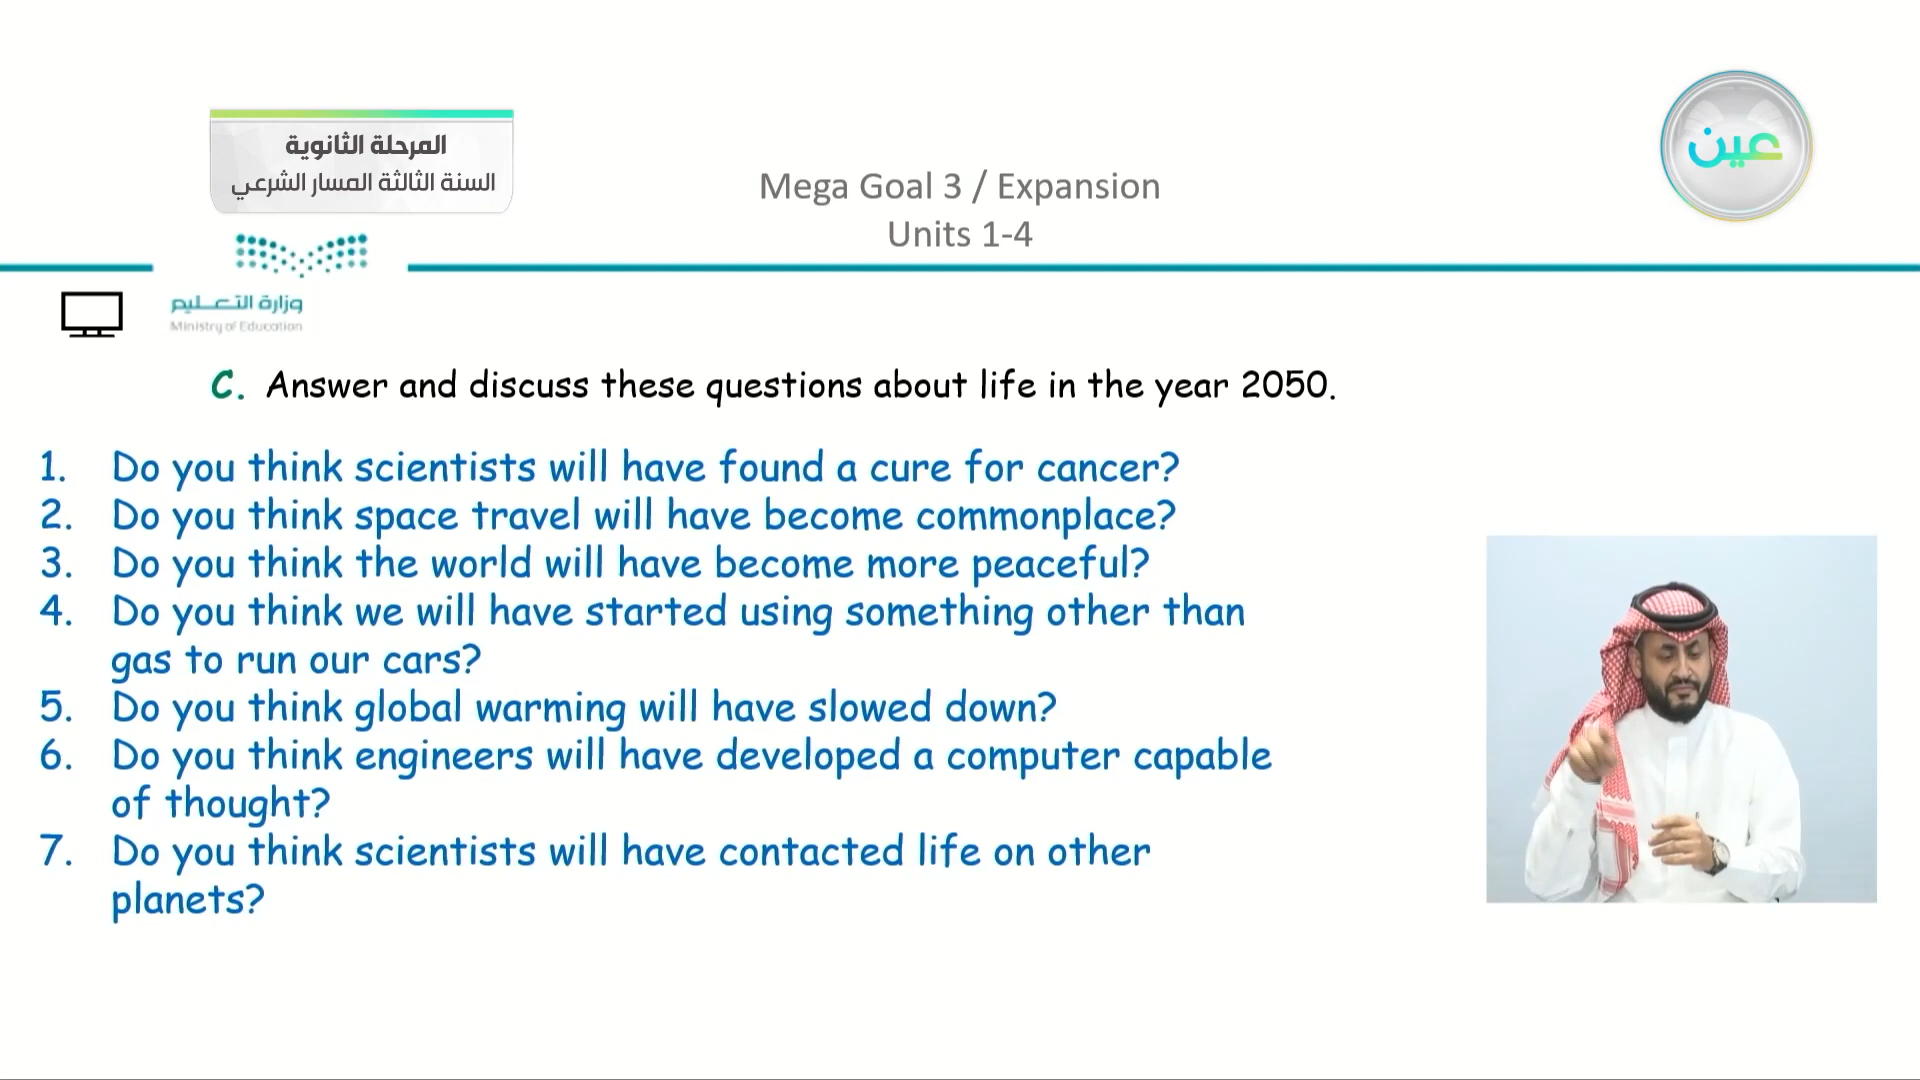 المرحلة الثانوية
السنة الثالثة المسار الشرعي
عين
Mega Goal 3 / Expansion
Units 1-4
وزارة التعليم
Ministry of Education
C. Answer and discuss these questions about life in the year 2050.
1. Do you think scientists will have found a cure for cancer?
2. Do you think space travel will have become commonplace?
3. Do you think the world will have become more peaceful?
4. Do you think we will have started using something other than
gas to run our cars?
5. Do you think global warming will have slowed down?
6. Do you think engineers will have developed a computer capable
of thought?
7. Do you think scientists will have contacted life on other
planets?